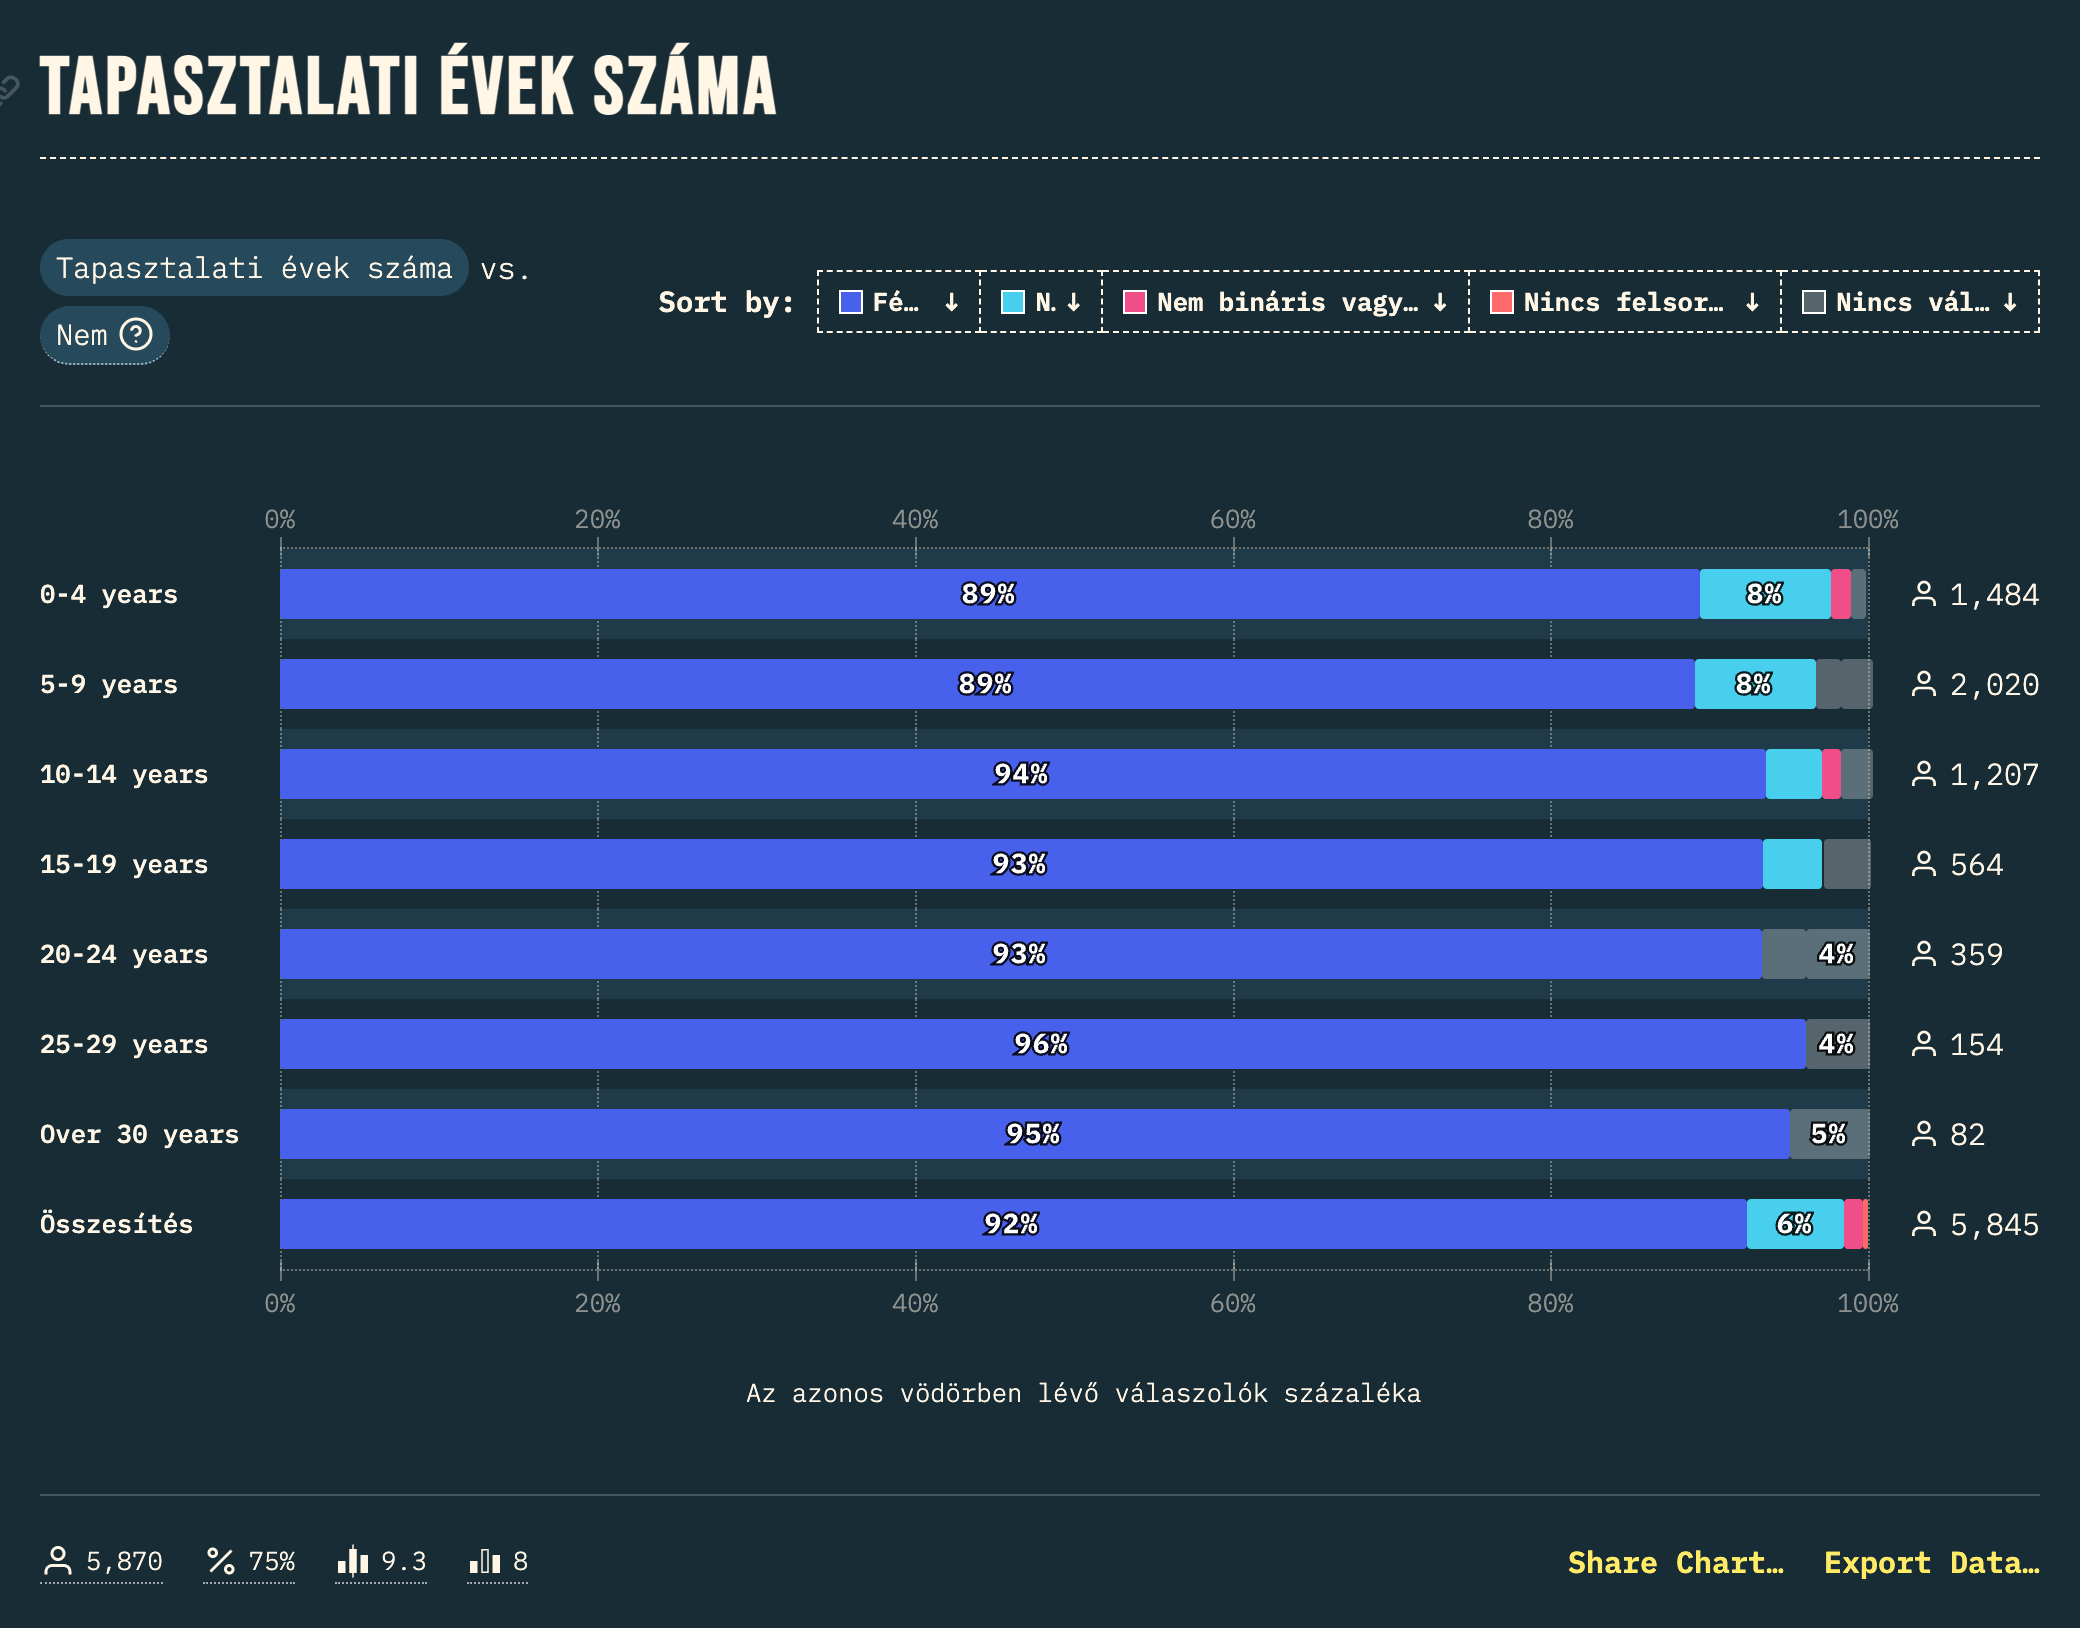 TAPASZTALATI ÉVEK SZÁMA
Tapasztalati évek száma vs.
Nem
Sort by: Fé… ↓ N. ↓ Nem bináris vagy… ↓ Nincs felsor… ↓ Nincs vál… ↓
0% 20% 40% 60% 80% 100%
0-4 years 89% 8% 1,484
5-9 years 89% 8% 2,020
10-14 years 94% 1,207
15-19 years 93% 564
20-24 years 93% 4% 359
25-29 years 96% 4% 154
Over 30 years 95% 5% 82
Összesítés 92% 6% 5,845
0% 20% 40% 60% 80% 100%
Az azonos vödörben lévő válaszolók százaléka
5,870 75% 9.3 8 Share Chart… Export Data…